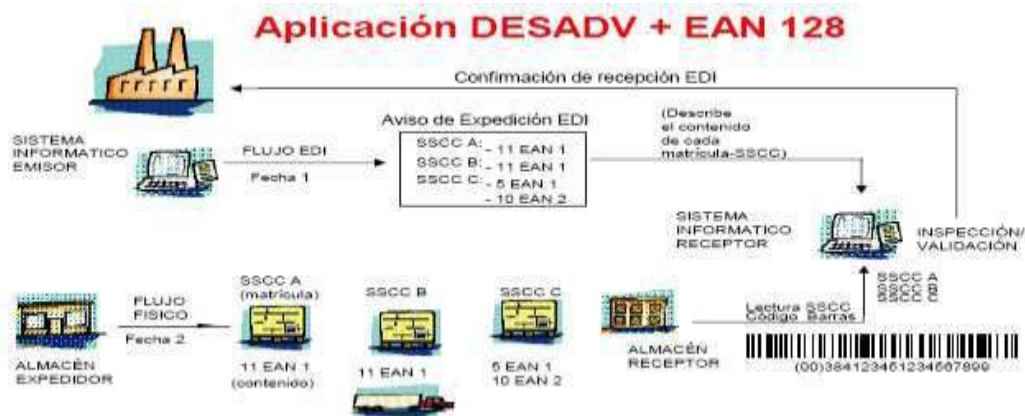 Aplicación DESADV + EAN 128
Confirmación de recepción EDI
Aviso de Expedición EDI
(Describe
el contenido
de cada
matrícula-SSCC)
SISTEMA
INFORMATICO
EMISOR
FLUJO EDI
Fecha 1
SSCC A:
- 11 EAN 1
SSCC B:
- 11 EAN 1
SSCC C:
- 5 EAN 1
- 10 EAN 2
SISTEMA
INFORMATICO
RECEPTOR
INSPECCIÓN/
VALIDACIÓN
SSCC A
SSCC B
SSCC C
FLUJO
FISICO
Fecha 2
ALMACÉN
EXPEDIDOR
SSCC A
(matrícula)
11 EAN 1
(contenido)
SSCC B
11 EAN 1
SSCC C
5 EAN 1
10 EAN 2
ALMACÉN
RECEPTOR
Lectura SSCC
Código Barras
(00)384123451234567899